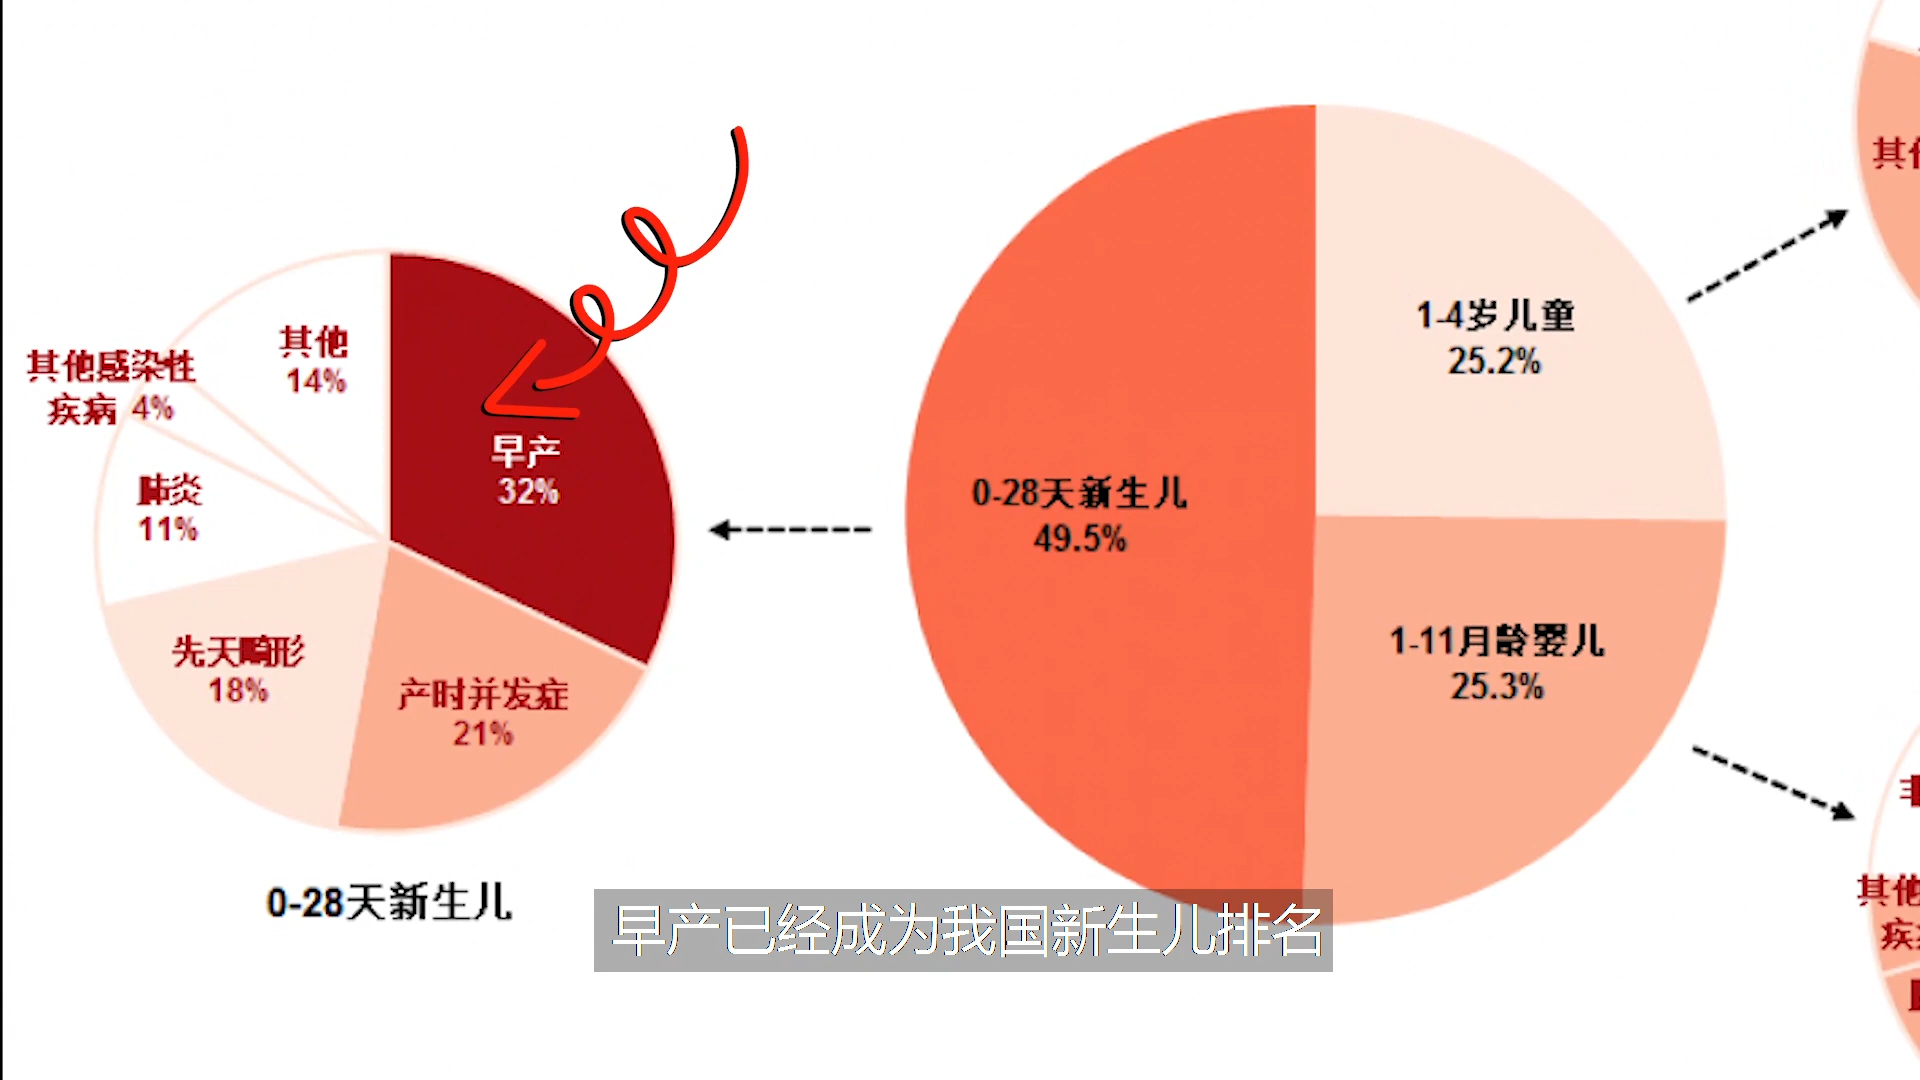 其他
14%
其他感染性
疾病 4%
早产
32%
肺炎
11%
先天畸形
18%
产时并发症
21%
0-28天新生儿
0-28天新生儿
49.5%
1-4岁儿童
25.2%
1-11月龄婴儿
25.3%
其他
疾
早产已经成为我国新生儿排名